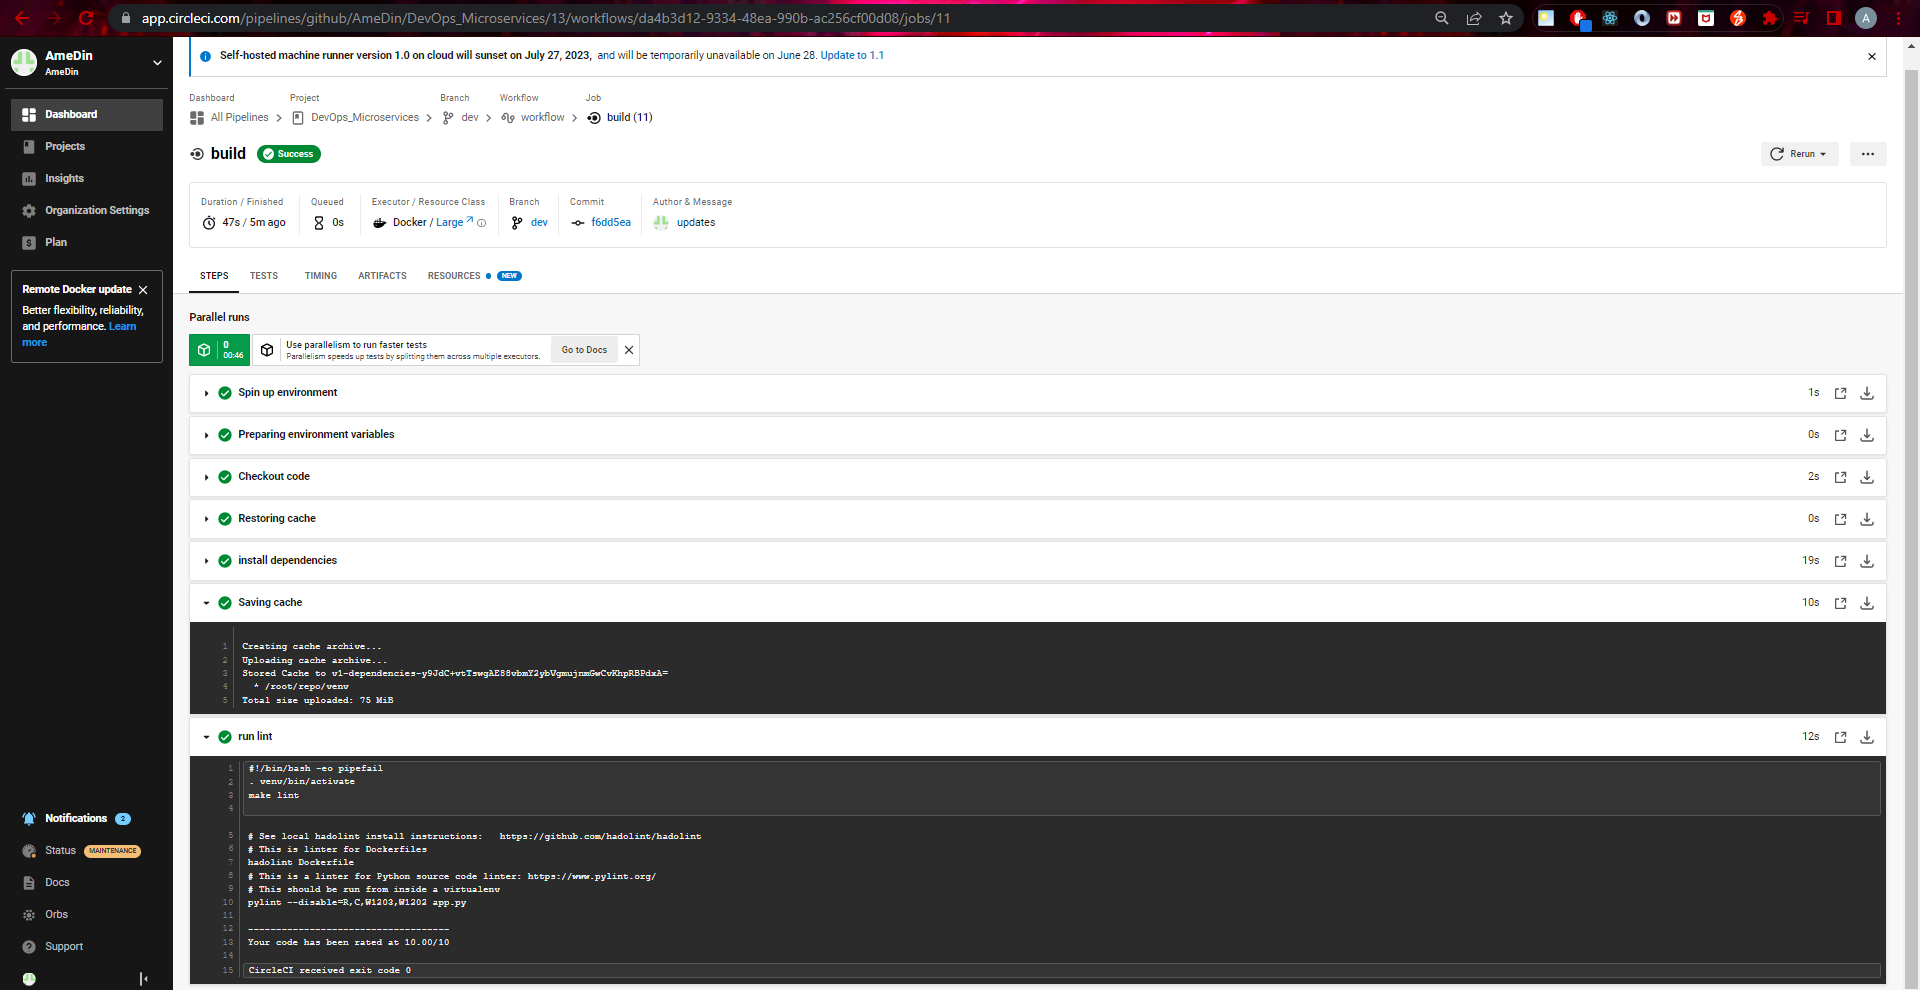 app.circleci.com/pipelines/github/AmeDin/DevOps_Microservices/13/workflows/da4b3d12-9334-48ea-990b-ac256cf00d08/jobs/11
A
AmeDin
AmeDin
Dashboard
Projects
Insights
Organization Settings
Plan
Remote Docker update
Better flexibility, reliability,
and performance. Learn
more
Notifications 2
Status MAINTENANCE
Docs
Orbs
Support
Self-hosted machine runner version 1.0 on cloud will sunset on July 27, 2023, and will be temporarily unavailable on June 28. Update to 1.1
Dashboard Project Branch Workflow Job
All Pipelines DevOps_Microservices dev workflow build (11)
build Success
Rerun
Duration / Finished Queued Executor / Resource Class Branch Commit Author & Message
47s / 5m ago 0s Docker / Large dev f6dd5ea updates
STEPS TESTS TIMING ARTIFACTS RESOURCES NEW
Parallel runs
0
00:46
Use parallelism to run faster tests
Parallelism speeds up tests by splitting them across multiple executors.
Go to Docs
Spin up environment 1s
Preparing environment variables 0s
Checkout code 2s
Restoring cache 0s
install dependencies 19s
Saving cache 10s
1 Creating cache archive...
2 Uploading cache archive...
3 Stored Cache to v1-dependencies-y9JdC+vtTswgAE88vbmY2ybVgmujnmGwCvKhpRBPdxA=
4 * /root/repo/venv
5 Total size uploaded: 75 MiB
run lint 12s
1 #!/bin/bash -eo pipefail
2 . venv/bin/activate
3 make lint
4
5 # See local hadolint install instructions: https://github.com/hadolint/hadolint
6 # This is linter for Dockerfiles
7 hadolint Dockerfile
8 # This is a linter for Python source code linter: https://www.pylint.org/
9 # This should be run from inside a virtualenv
10 pylint --disable=R,C,W1203,W1202 app.py
11
12 ------------------------------------
13 Your code has been rated at 10.00/10
14
15 CircleCI received exit code 0